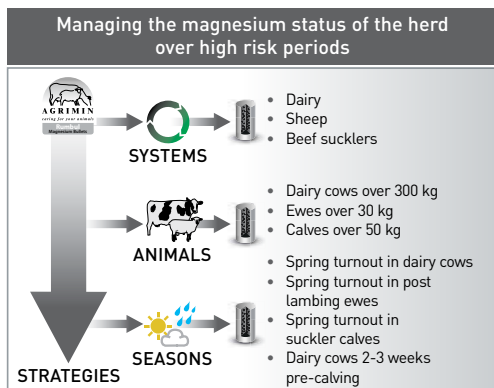 Managing the magnesium status of the herd
over high risk periods
AGRIMIN
caring for your animals
Magnesium Bullets
SYSTEMS
• Dairy
• Sheep
• Beef sucklers
ANIMALS
• Dairy cows over 300 kg
• Ewes over 30 kg
• Calves over 50 kg
SEASONS
• Spring turnout in dairy cows
• Spring turnout in post
lambing ewes
• Spring turnout in
suckler calves
• Dairy cows 2-3 weeks
pre-calving
STRATEGIES